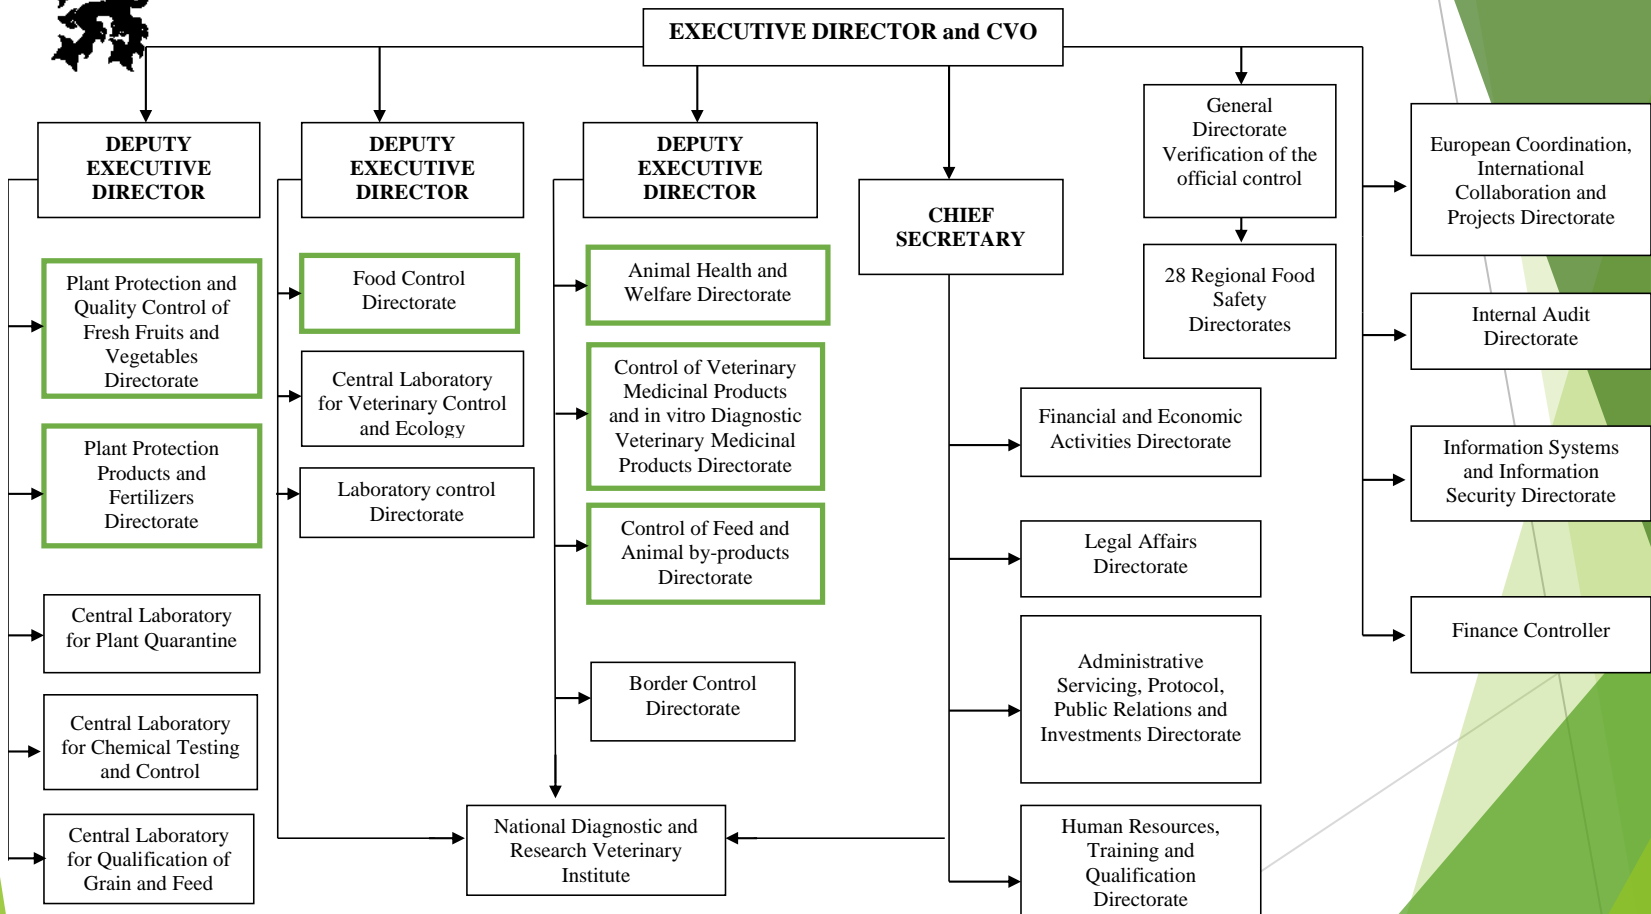 EXECUTIVE DIRECTOR and CVO
DEPUTY
EXECUTIVE
DIRECTOR
Plant Protection and
Quality Control of
Fresh Fruits and
Vegetables
Directorate
Plant Protection
Products and
Fertilizers
Directorate
Central Laboratory
for Plant Quarantine
Central Laboratory
for Chemical Testing
and Control
Central Laboratory
for Qualification of
Grain and Feed
DEPUTY
EXECUTIVE
DIRECTOR
Food Control
Directorate
Central Laboratory
for Veterinary Control
and Ecology
Laboratory control
Directorate
DEPUTY
EXECUTIVE
DIRECTOR
Animal Health and
Welfare Directorate
Control of Veterinary
Medicinal Products
and in vitro Diagnostic
Veterinary Medicinal
Products Directorate
Control of Feed and
Animal by-products
Directorate
Border Control
Directorate
National Diagnostic and
Research Veterinary
Institute
CHIEF
SECRETARY
Financial and Economic
Activities Directorate
Legal Affairs
Directorate
Administrative
Servicing, Protocol,
Public Relations and
Investments Directorate
Human Resources,
Training and
Qualification
Directorate
General
Directorate
Verification of the
official control
28 Regional Food
Safety
Directorates
European Coordination,
International
Collaboration and
Projects Directorate
Internal Audit
Directorate
Information Systems
and Information
Security Directorate
Finance Controller